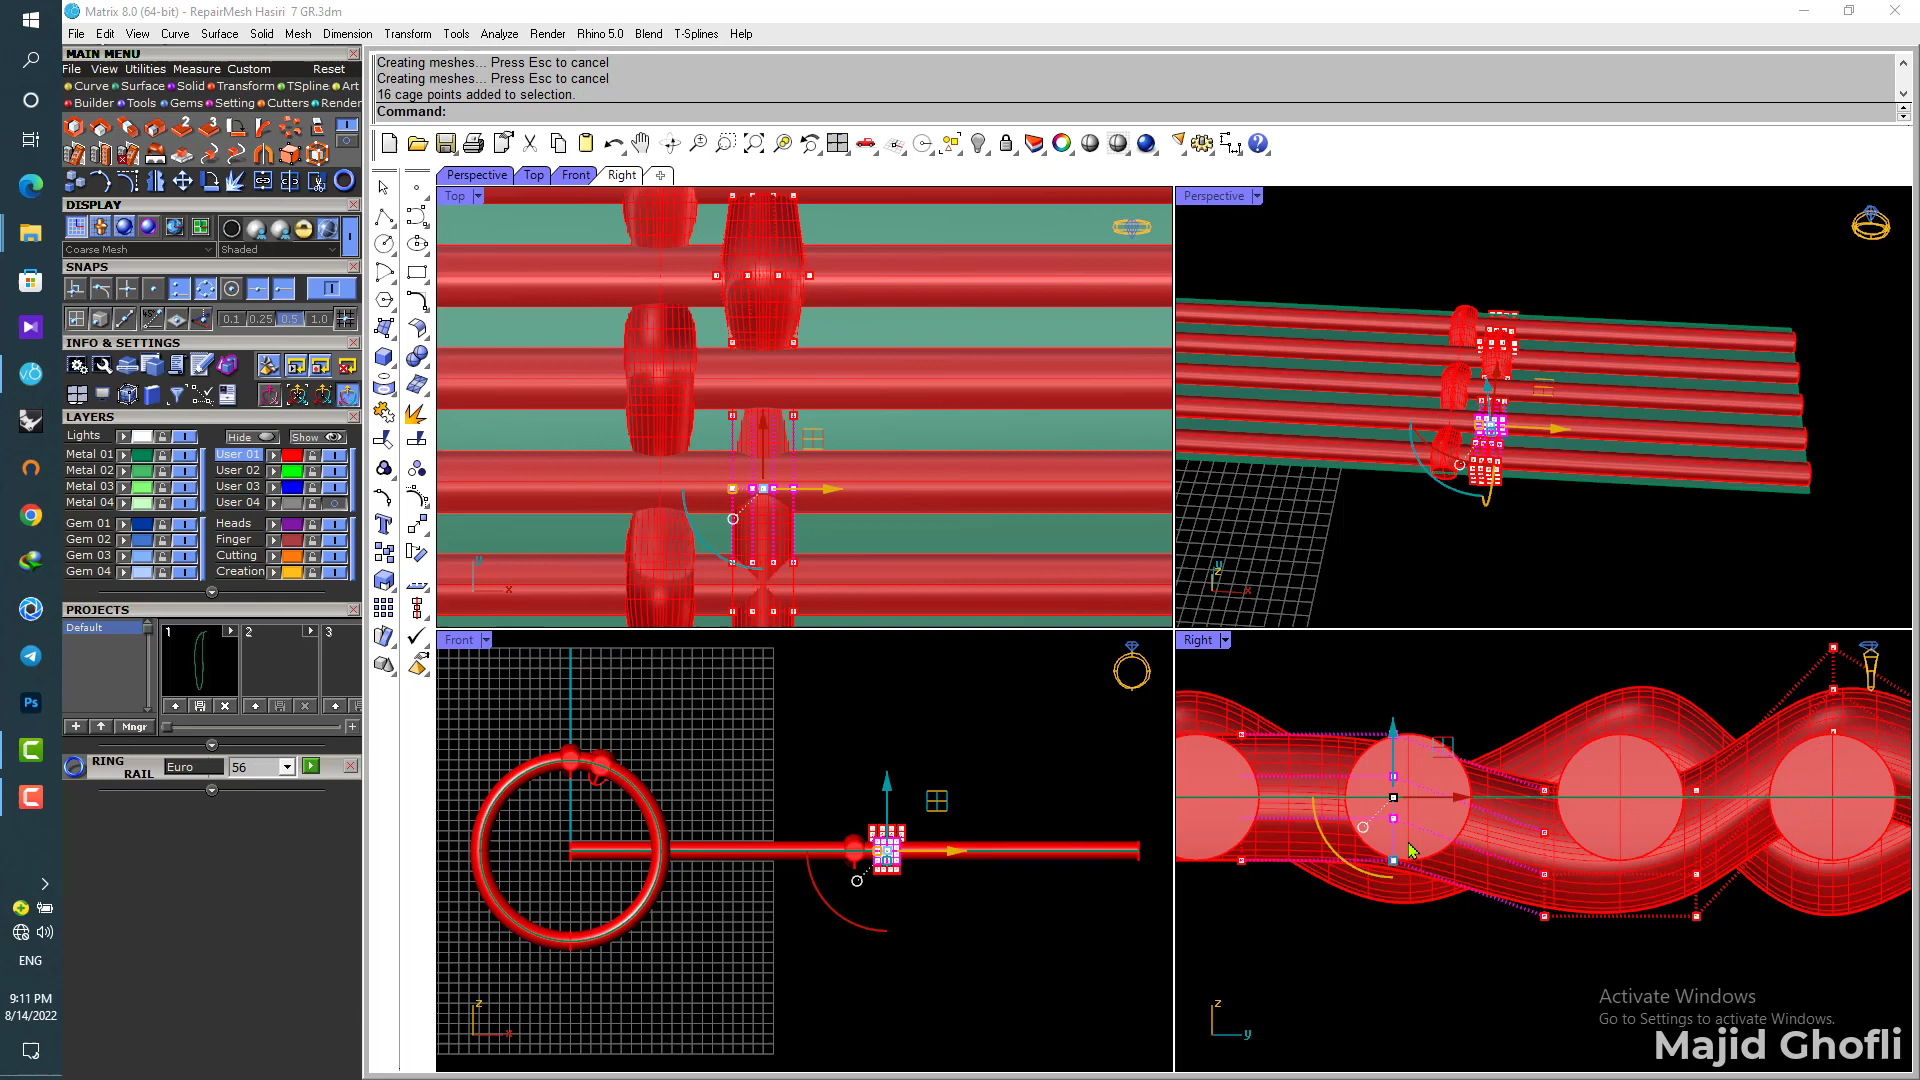 Matrix 8.0 (64-bit) - RepairMesh Hasiri  7 GR.3dm
File Edit View Curve Surface Solid Mesh Dimension Transform Tools Analyze Render Rhino 5.0 Blend T-Splines Help
MAIN MENU
File View Utilities Measure Custom Reset
Curve Surface Solid Transform TSpline Art
Builder Tools Gems Setting Cutters Render
Creating meshes... Press Esc to cancel
Creating meshes... Press Esc to cancel
16 cage points added to selection.
Command:
Perspective Top Front Right
DISPLAY
Coarse Mesh Shaded
SNAPS
45°
0.1 0.25 0.5 1.0
INFO & SETTINGS
LAYERS
Lights Hide Show
Metal 01 User 01
Metal 02 User 02
Metal 03 User 03
Metal 04 User 04
Gem 01 Heads
Gem 02 Finger
Gem 03 Cutting
Gem 04 Creation
PROJECTS
Default
1 2 3
Mngr
RING RAIL Euro 56
Top
y x
Perspective
z y x
Front
z x
Right
z y
Ps
ENG
9:11 PM
8/14/2022
Activate Windows
Go to Settings to activate Windows.
Majid Ghofli